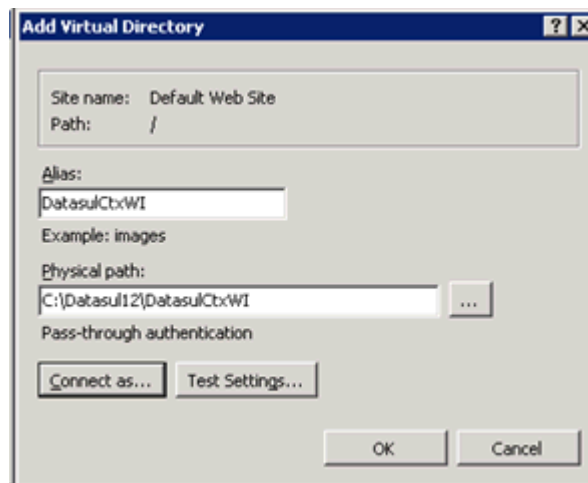 Add Virtual Directory
Site name: Default Web Site
Path: /
Alias:
DatasulCtxWI
Example: images
Physical path:
C:\Datasul12\DatasulCtxWI
...
Pass-through authentication
Connect as... Test Settings...
OK Cancel